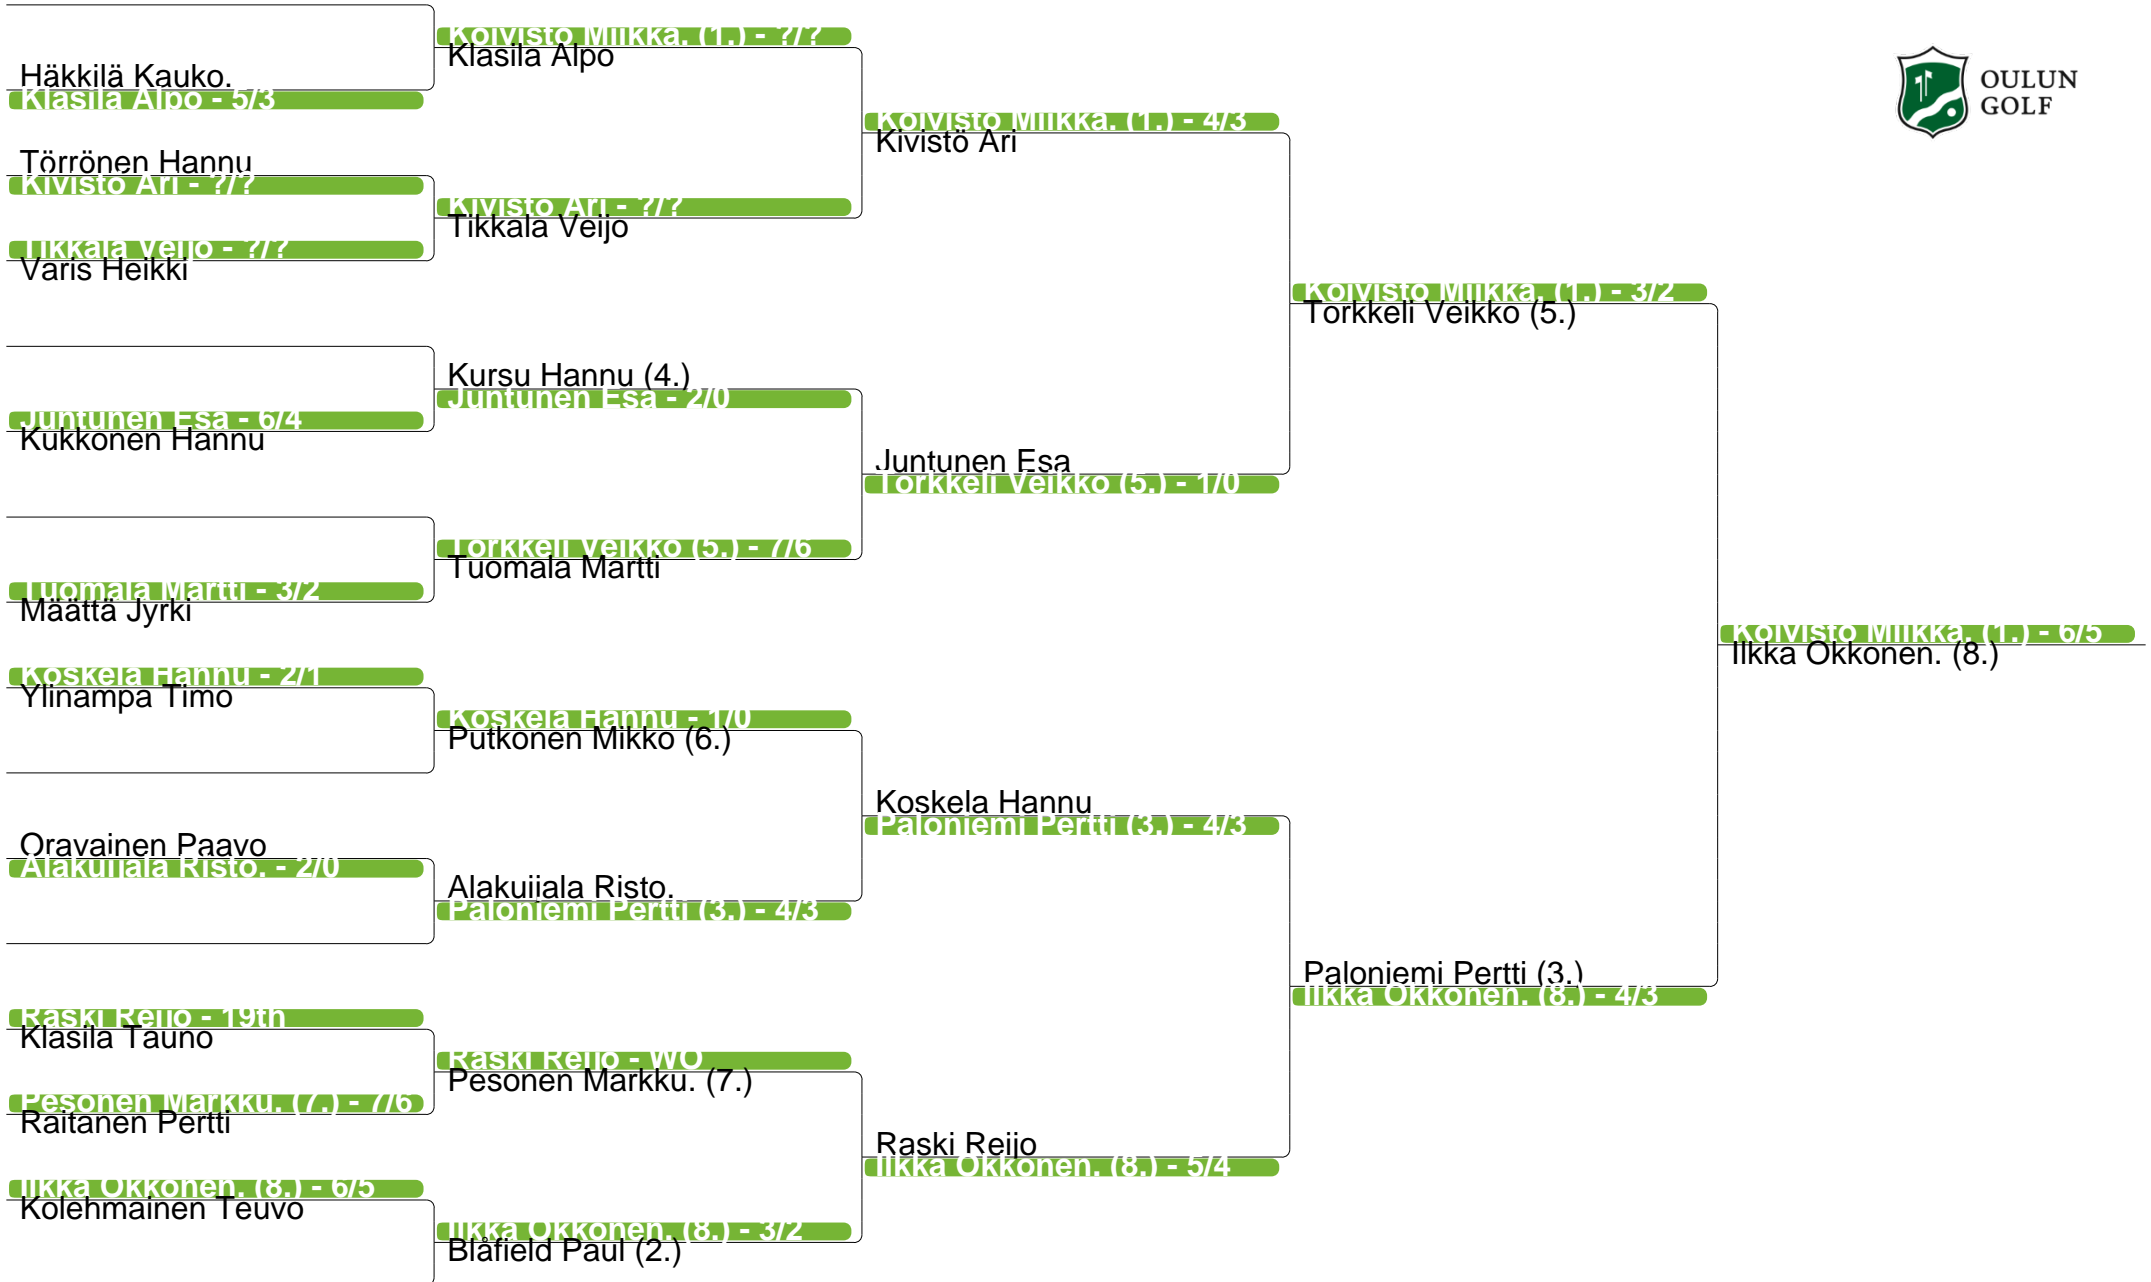 Häkkilä Kauko.
Klasila Alpo - 5/3
Törrönen Hannu
Kivistö Ari - ?/?
Tikkala Veijo - ?/?
Varis Heikki
Juntunen Esa - 6/4
Kukkonen Hannu
Tuomala Martti - 3/2
Määttä Jyrki
Koskela Hannu - 2/1
Ylinampa Timo
Oravainen Paavo
Alakuijala Risto. - 2/0
Raski Reijo - 19th
Klasila Tauno
Pesonen Markku. (7.) - 7/6
Raitanen Pertti
Ilkka Okkonen. (8.) - 6/5
Kolehmainen Teuvo
Koivisto Miikka. (1.) - ?/?
Klasila Alpo
Kivistö Ari - ?/?
Tikkala Veijo
Kursu Hannu (4.)
Juntunen Esa - 2/0
Torkkeli Veikko (5.) - 7/6
Tuomala Martti
Koskela Hannu - 1/0
Putkonen Mikko (6.)
Alakuijala Risto.
Paloniemi Pertti (3.) - 4/3
Raski Reijo - WO
Pesonen Markku. (7.)
Ilkka Okkonen. (8.) - 3/2
Blåfield Paul (2.)
Koivisto Miikka. (1.) - 4/3
Kivistö Ari
Juntunen Esa
Torkkeli Veikko (5.) - 1/0
Koskela Hannu
Paloniemi Pertti (3.) - 4/3
Raski Reijo
Ilkka Okkonen. (8.) - 5/4
Koivisto Miikka. (1.) - 3/2
Torkkeli Veikko (5.)
Paloniemi Pertti (3.)
Ilkka Okkonen. (8.) - 4/3
Koivisto Miikka. (1.) - 6/5
Ilkka Okkonen. (8.)
OULUN
GOLF